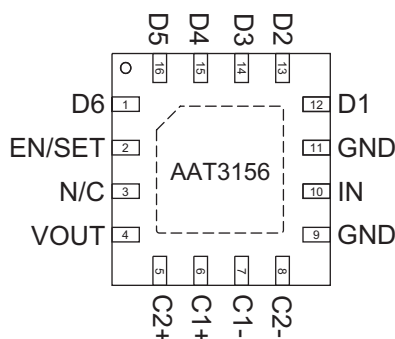 D5 D4 D3 D2
16 15 14 13
D6 1 12 D1
EN/SET 2 11 GND
AAT3156
N/C 3 10 IN
VOUT 4 9 GND
5 6 7 8
C2+ C1+ C1- C2-